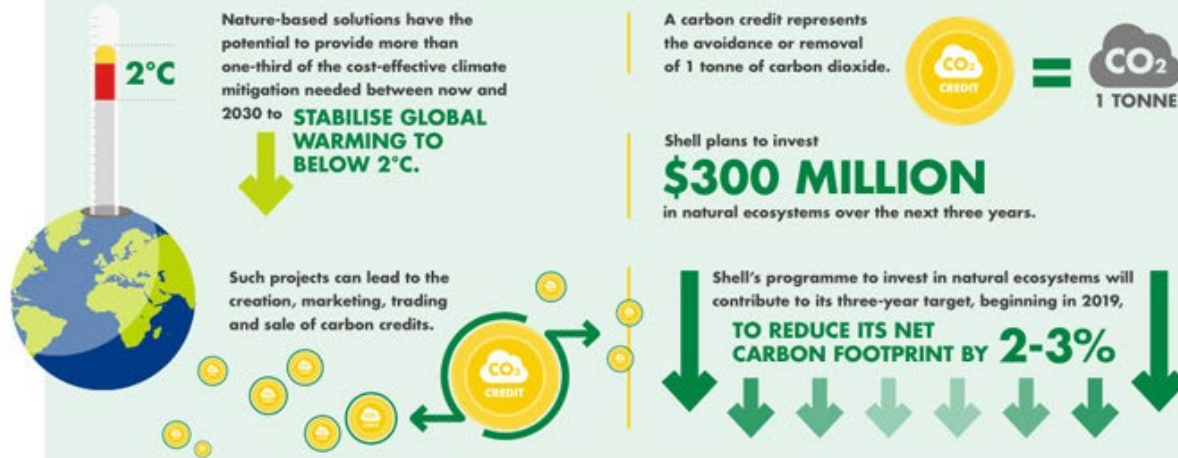 2°C
Nature-based solutions have the
potential to provide more than
one-third of the cost-effective climate
mitigation needed between now and
2030 to STABILISE GLOBAL
WARMING TO
BELOW 2°C.
A carbon credit represents
the avoidance or removal
of 1 tonne of carbon dioxide.
CO₂
CREDIT
=
CO₂
1 TONNE
Shell plans to invest
$300 MILLION
in natural ecosystems over the next three years.
Such projects can lead to the
creation, marketing, trading
and sale of carbon credits.
CO₂
CREDIT
Shell's programme to invest in natural ecosystems will
contribute to its three-year target, beginning in 2019,
TO REDUCE ITS NET
CARBON FOOTPRINT BY 2-3%